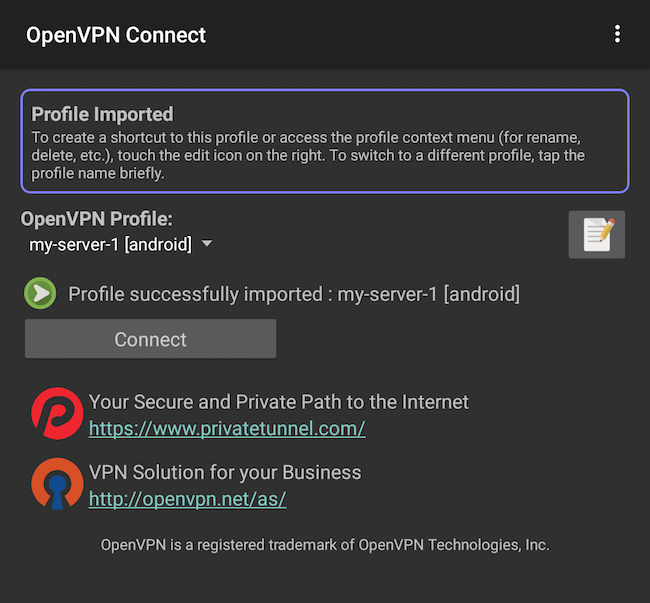 OpenVPN Connect
Profile Imported
To create a shortcut to this profile or access the profile context menu (for rename,
delete, etc.), touch the edit icon on the right. To switch to a different profile, tap the
profile name briefly.
OpenVPN Profile:
my-server-1 [android]
Profile successfully imported : my-server-1 [android]
Connect
Your Secure and Private Path to the Internet
https://www.privatetunnel.com/
VPN Solution for your Business
http://openvpn.net/as/
OpenVPN is a registered trademark of OpenVPN Technologies, Inc.